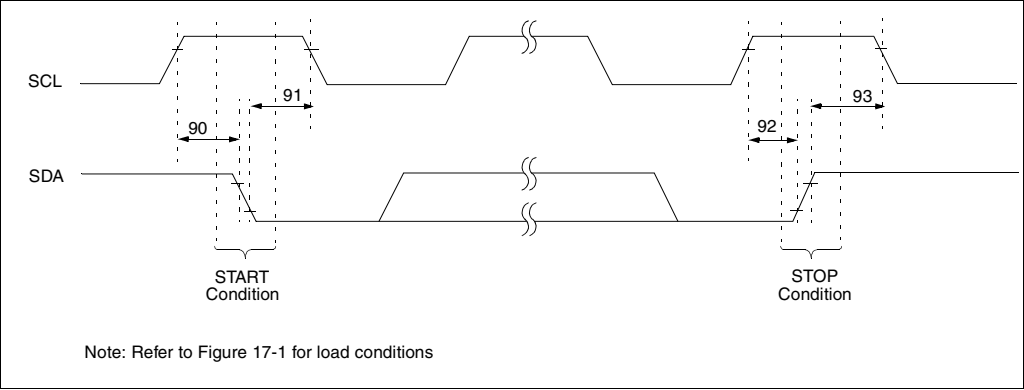 SCL
91
93
90
92
SDA
START
Condition
STOP
Condition
Note: Refer to Figure 17-1 for load conditions